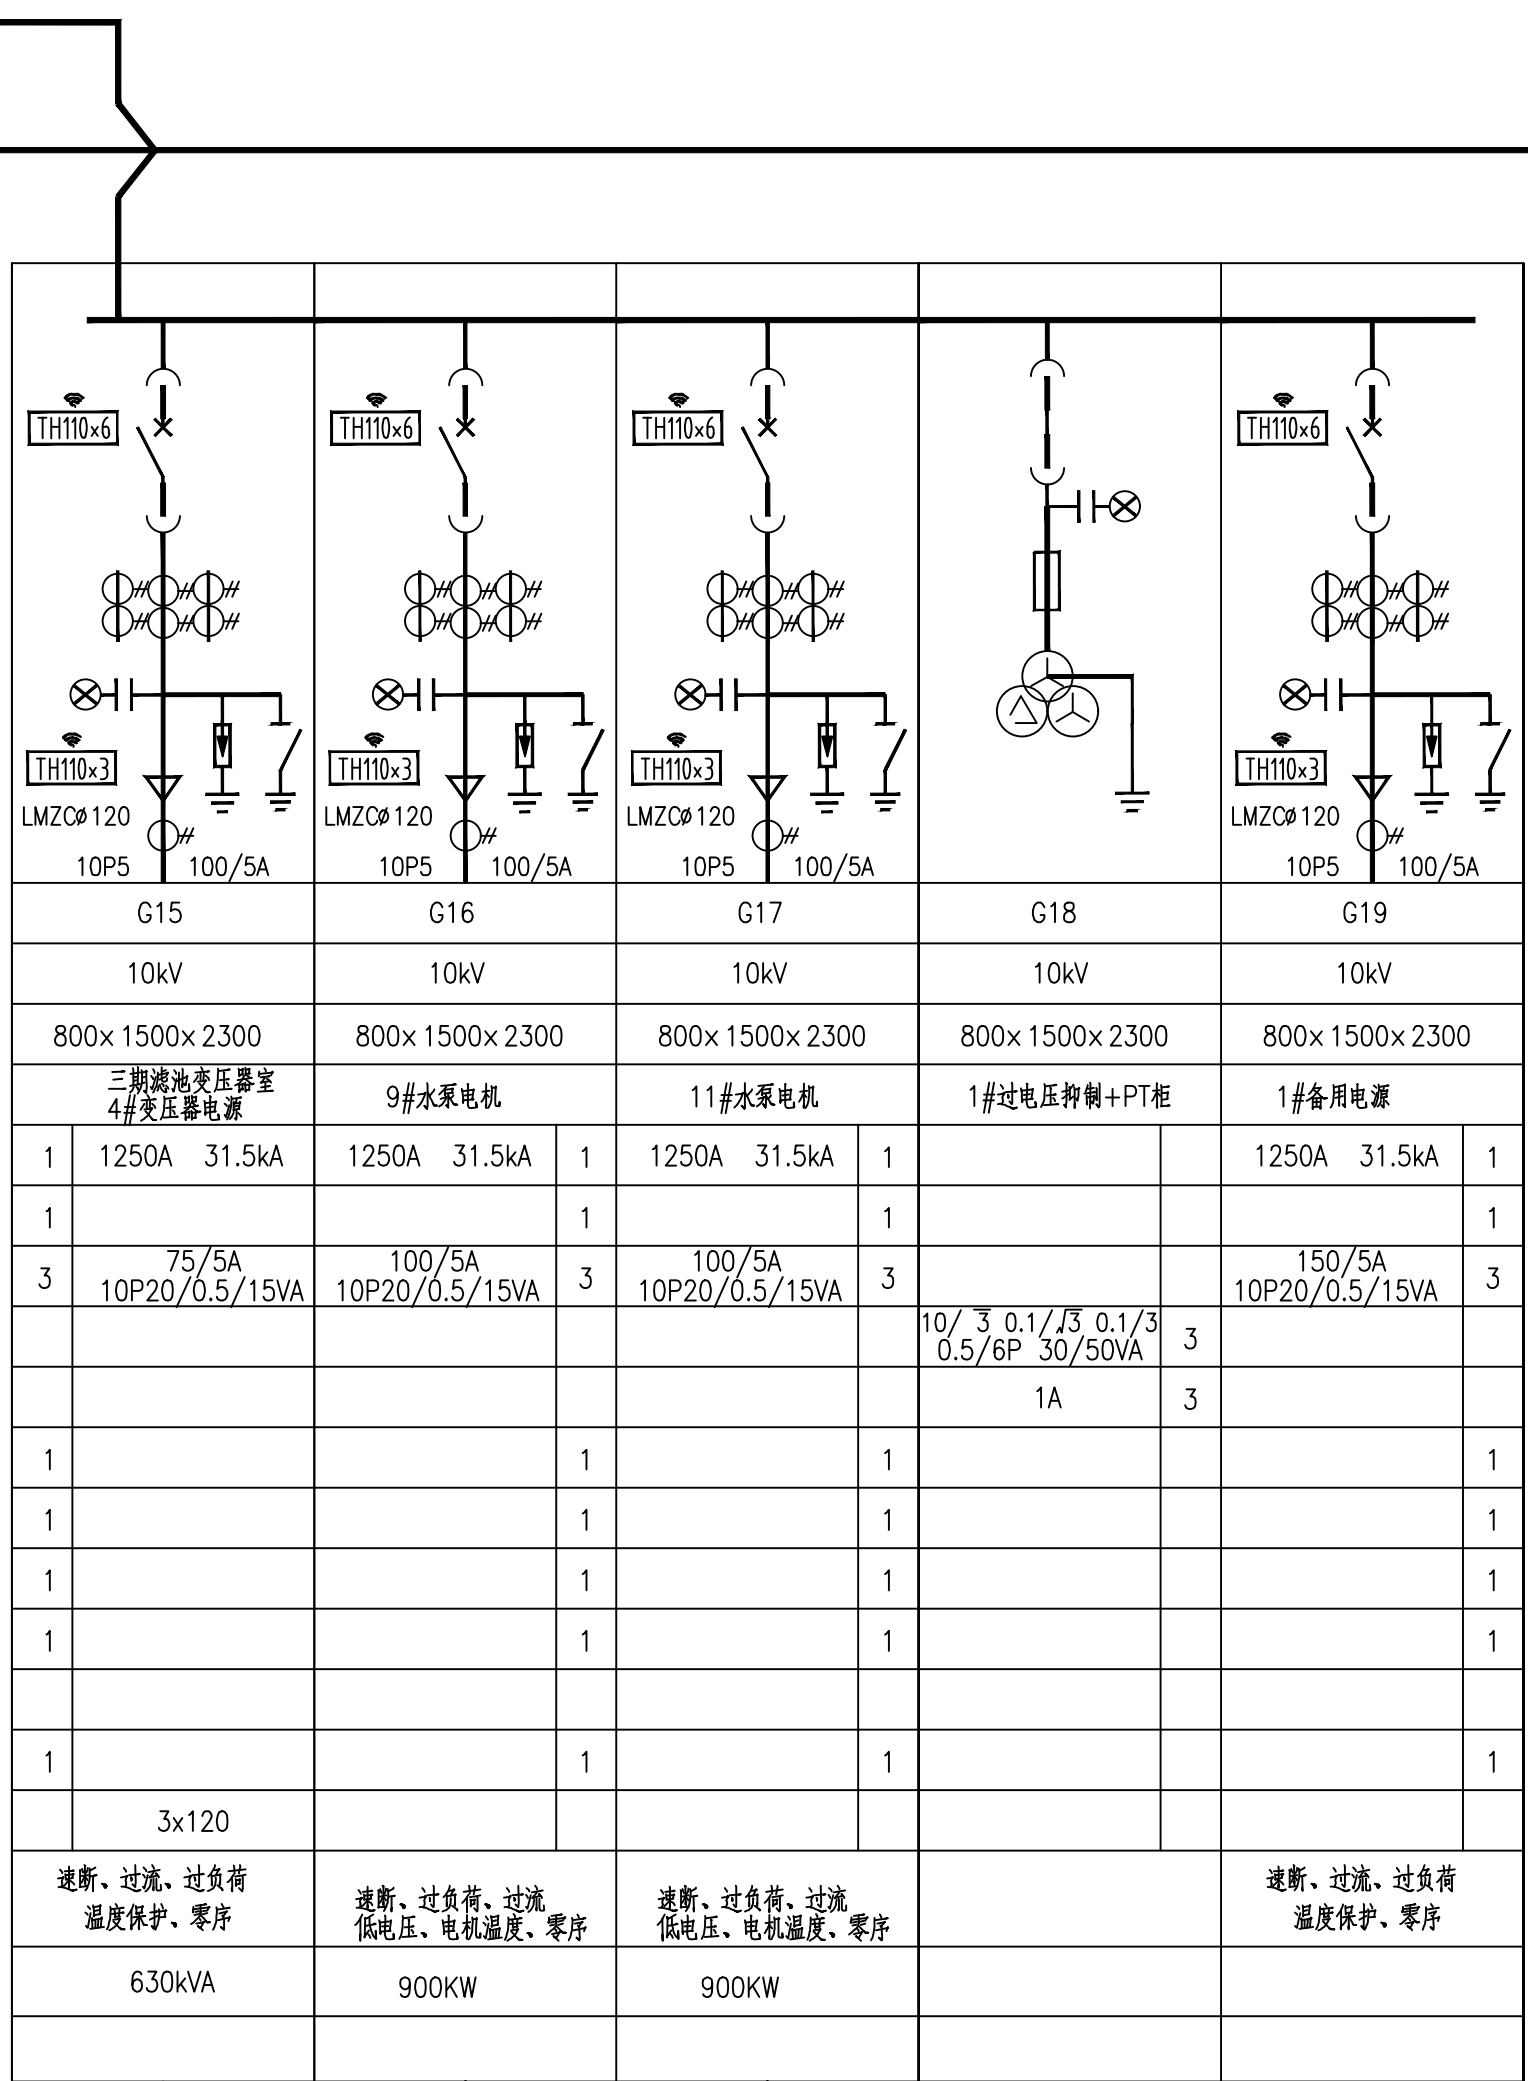 TH110×6 TH110×6 TH110×6 TH110×6
TH110×3 TH110×3 TH110×3 TH110×3
LMZCø120 LMZCø120 LMZCø120 LMZCø120
10P5 100/5A 10P5 100/5A 10P5 100/5A 10P5 100/5A
G15 G16 G17 G18 G19
10kV 10kV 10kV 10kV 10kV
800×1500×2300 800×1500×2300 800×1500×2300 800×1500×2300 800×1500×2300
三期滤池变压器室
4#变压器电源 9#水泵电机 11#水泵电机 1#过电压抑制+PT柜 1#备用电源
1 1250A 31.5kA 1250A 31.5kA 1 1250A 31.5kA 1 1250A 31.5kA 1
1 1 1 1
75/5A 100/5A 100/5A 150/5A
3 10P20/0.5/15VA 10P20/0.5/15VA 3 10P20/0.5/15VA 3 10P20/0.5/15VA 3
10/ 3 0.1/√3 0.1/3
0.5/6P 30/50VA 3
1A 3
1 1 1 1
1 1 1 1
1 1 1 1
1 1 1 1
1 1 1 1
3x120
速断、过流、过负荷 速断、过负荷、过流 速断、过负荷、过流 速断、过流、过负荷
温度保护、零序 低电压、电机温度、零序 低电压、电机温度、零序 温度保护、零序
630kVA 900KW 900KW